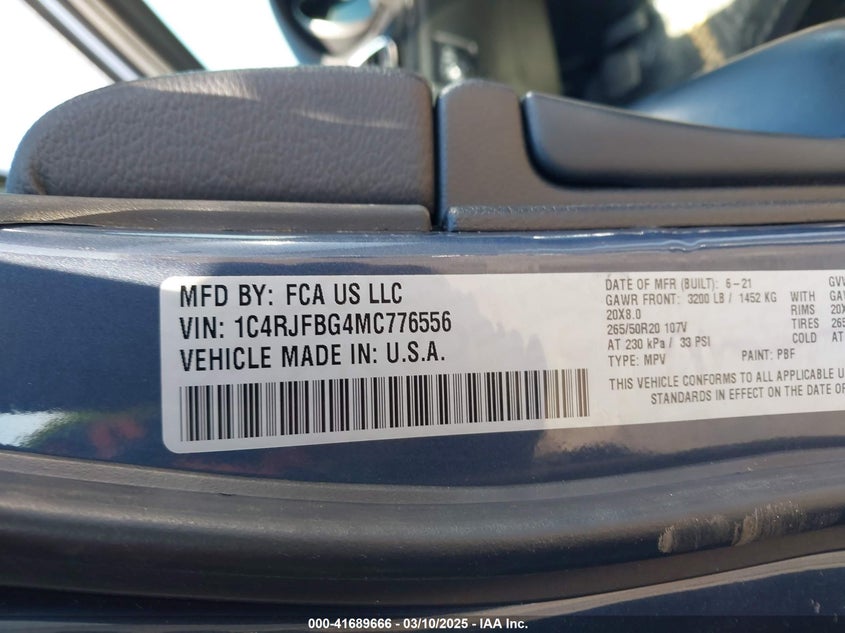 MFD BY: FCA US LLC
VIN: 1C4RJFBG4MC776556
VEHICLE MADE IN: U.S.A.
DATE OF MFR (BUILT): 6-21
GAWR FRONT: 3200 LB / 1452 KG WITH
20X8.0 RIMS
265/50R20 107V TIRES
AT 230 kPa / 33 PSI COLD
TYPE: MPV PAINT: PBF
THIS VEHICLE CONFORMS TO ALL APPLICABLE
STANDARDS IN EFFECT ON THE DATE OF
000-41689666 - 03/10/2025 - IAA Inc.